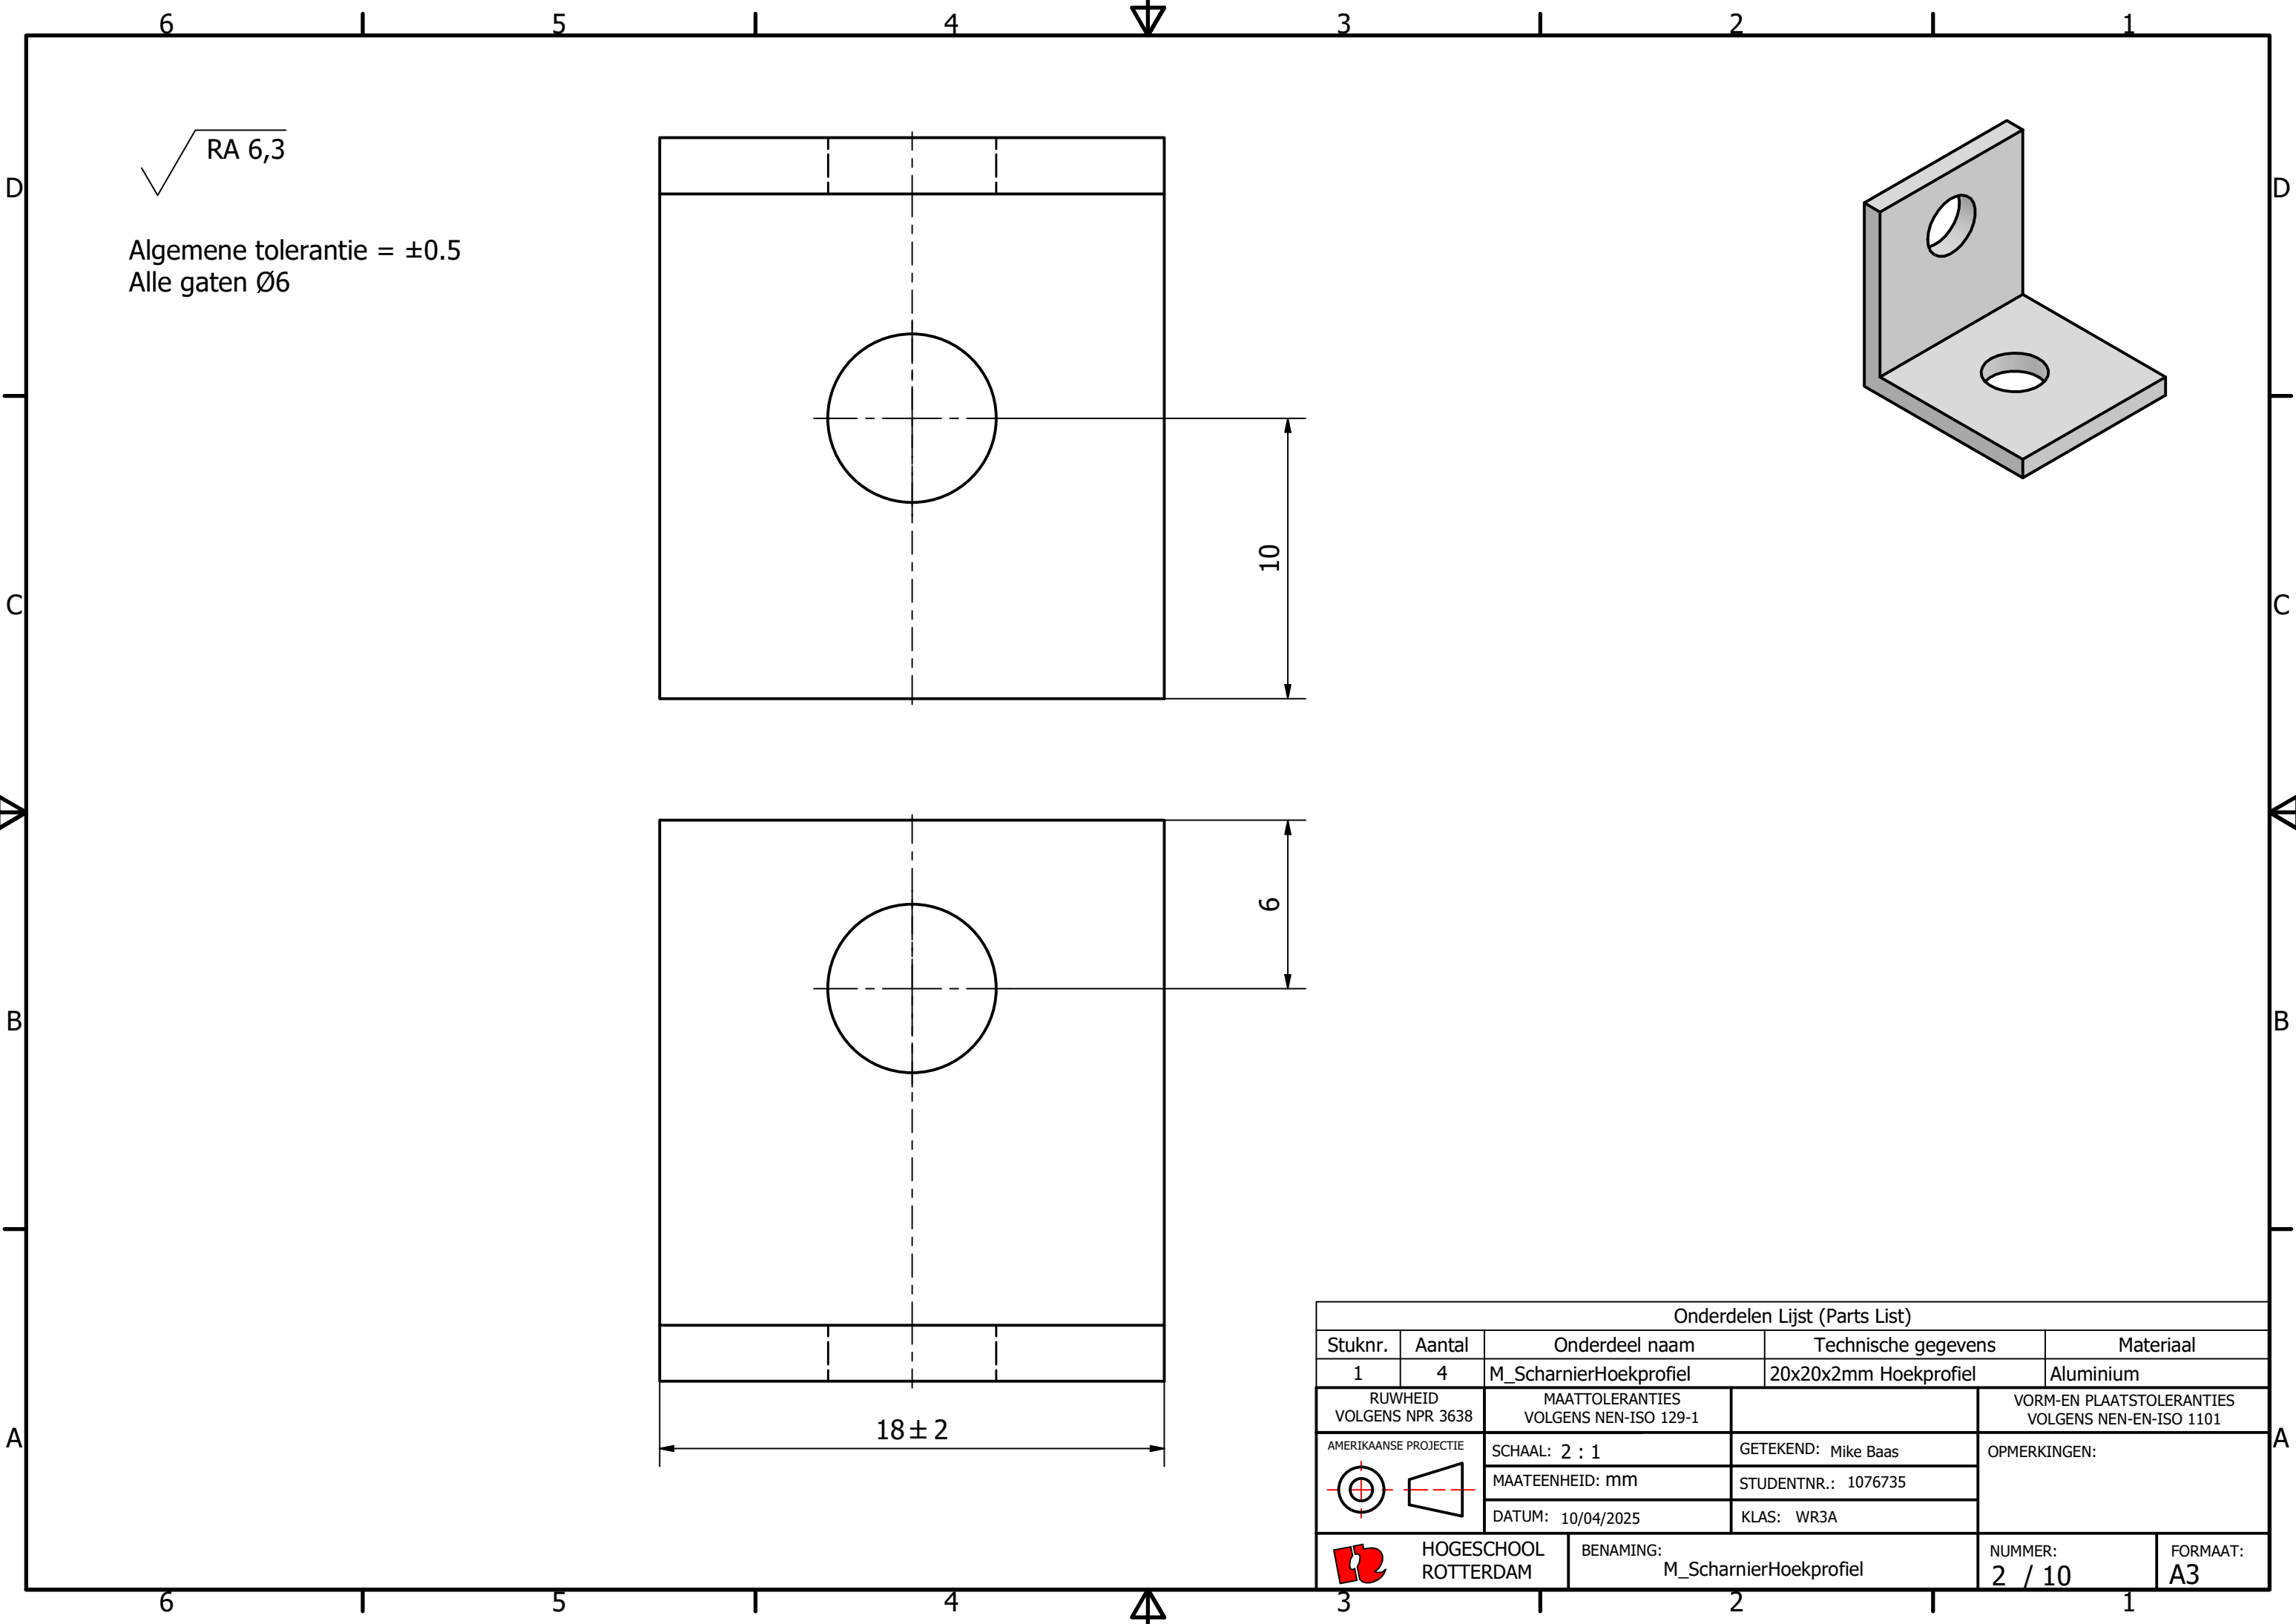 6 5 4 3 2 1
D D
C C
B B
A A
RA 6,3
Algemene tolerantie = ±0.5
Alle gaten Ø6
10
6
18±2
Onderdelen Lijst (Parts List)
Stuknr. Aantal Onderdeel naam Technische gegevens Materiaal
1 4 M_ScharnierHoekprofiel 20x20x2mm Hoekprofiel Aluminium
RUWHEID
VOLGENS NPR 3638
MAATTOLERANTIES
VOLGENS NEN-ISO 129-1
VORM-EN PLAATSTOLERANTIES
VOLGENS NEN-EN-ISO 1101
AMERIKAANSE PROJECTIE
SCHAAL: 2 : 1
GETEKEND: Mike Baas
OPMERKINGEN:
MAATEENHEID: mm
STUDENTNR.: 1076735
DATUM: 10/04/2025
KLAS: WR3A
HOGESCHOOL
ROTTERDAM
BENAMING:
M_ScharnierHoekprofiel
NUMMER:
2 / 10
FORMAAT:
A3
6 5 4 3 2 1